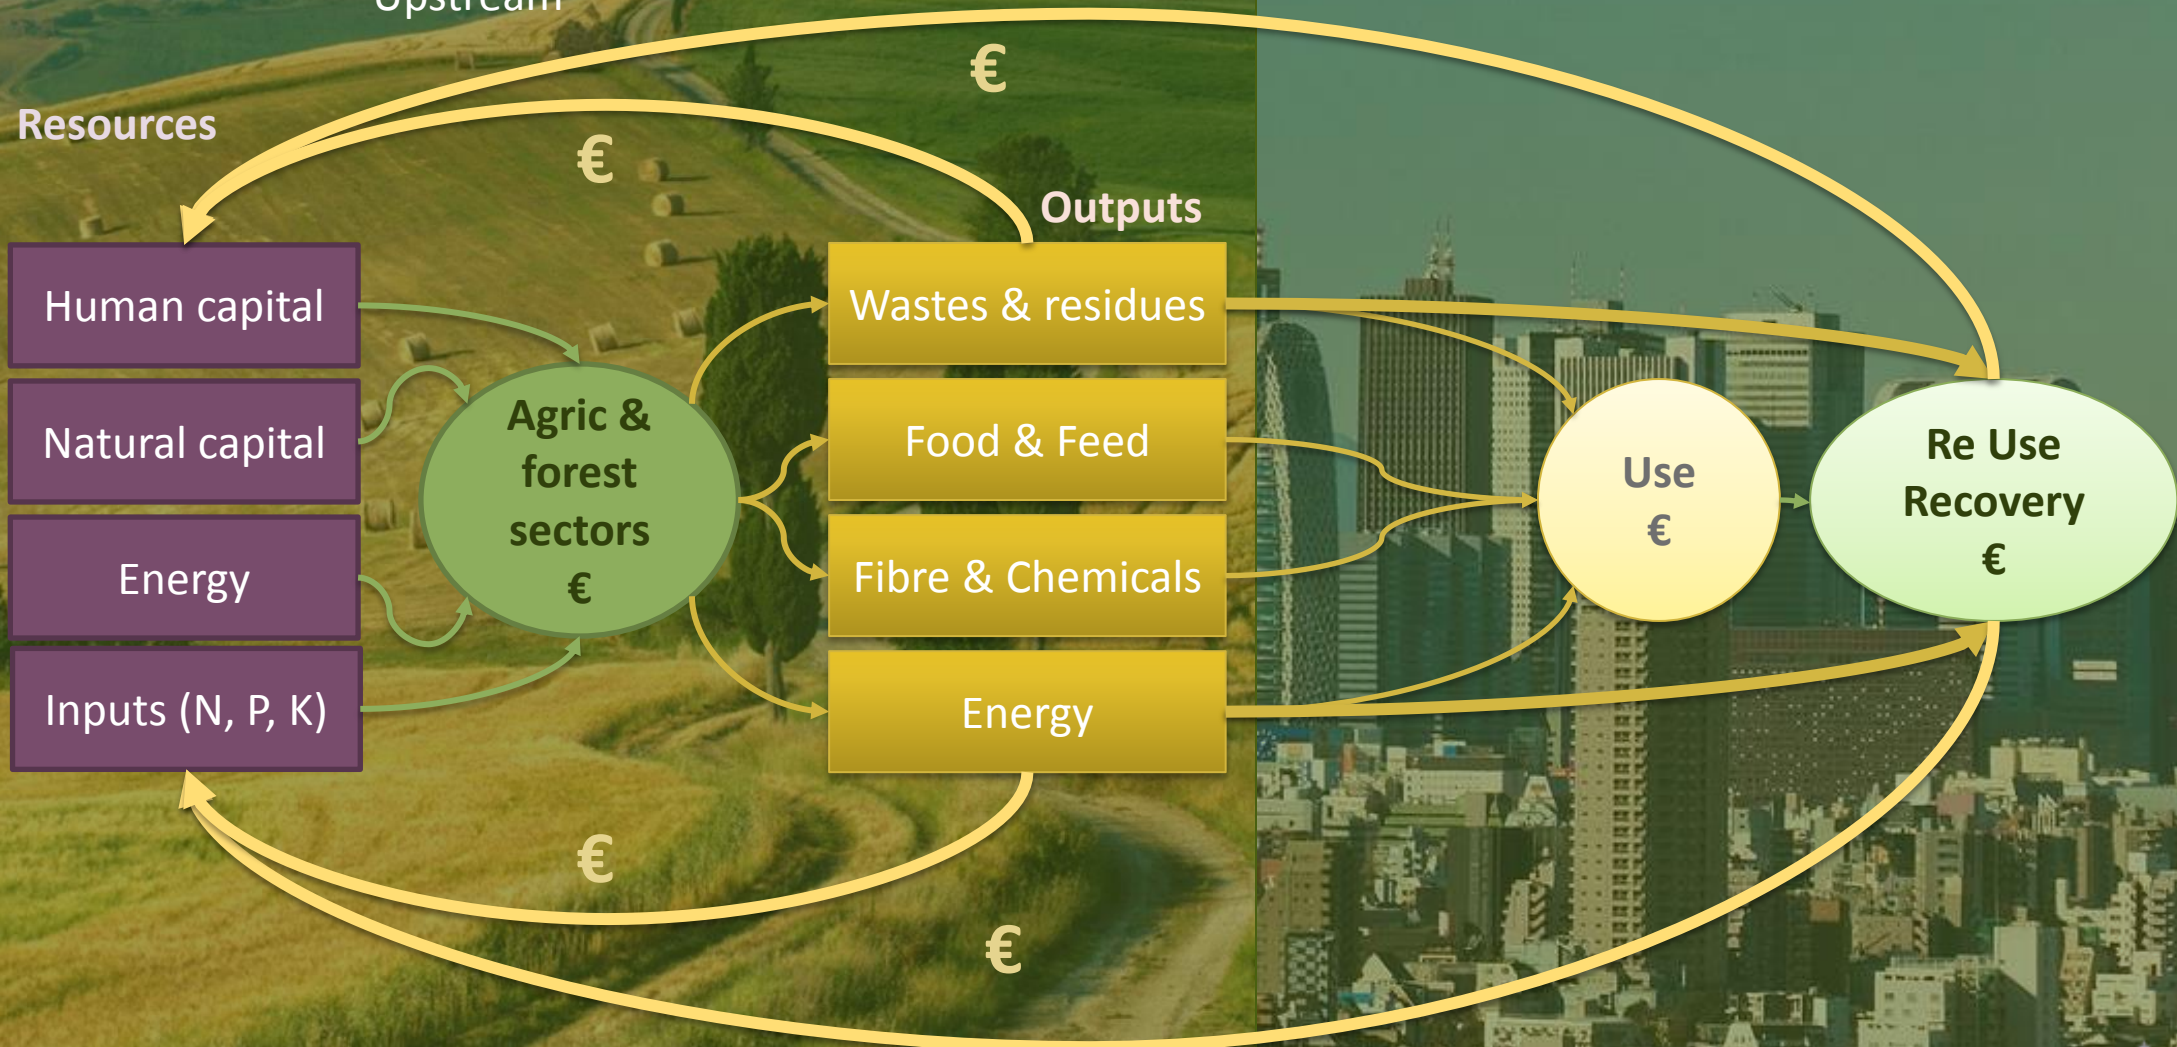 Upstream
€
€
Resources
Outputs
Human capital
Natural capital
Energy
Inputs (N, P, K)
Agric &
forest
sectors
€
Wastes & residues
Food & Feed
Fibre & Chemicals
Energy
Use
€
Re Use
Recovery
€
€
€